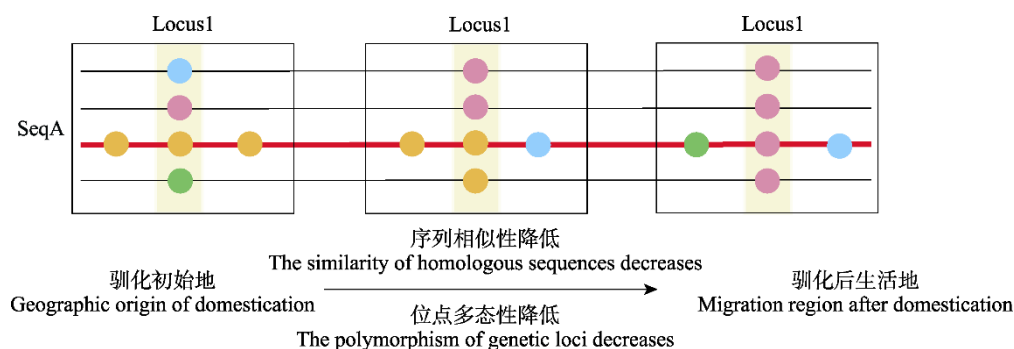 Locus1
Locus1
Locus1
SeqA
序列相似性降低
The similarity of homologous sequences decreases
驯化初始地
Geographic origin of domestication
驯化后生活地
Migration region after domestication
位点多态性降低
The polymorphism of genetic loci decreases